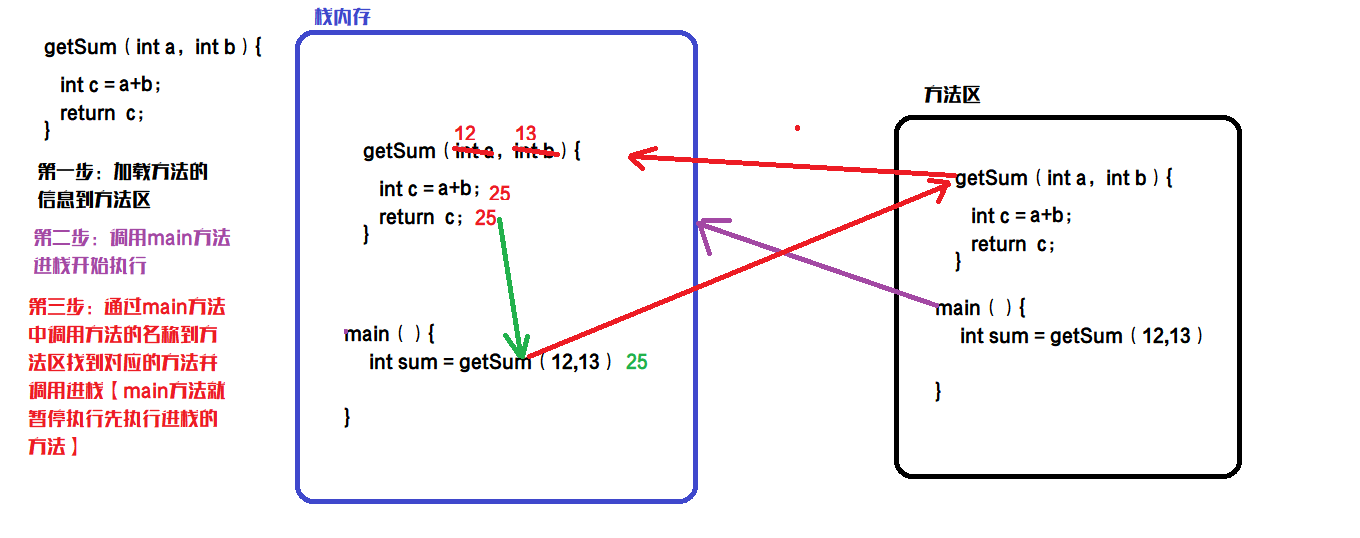 getSum（int a，int b）{
int c = a+b；
return c；
}
第一步：加载方法的
信息到方法区
第二步：调用main方法
进栈开始执行
第三步：通过main方法
中调用方法的名称到方
法区找到对应的方法并
调用进栈【main方法就
暂停执行先执行进栈的
方法】
栈内存
12 13
getSum（int a，int b）{
int c = a+b；25
return c；25
}
main（）{
int sum = getSum（12,13）25
}
方法区
getSum（int a，int b）{
int c = a+b；
return c；
}
main（）{
int sum = getSum（12,13）
}